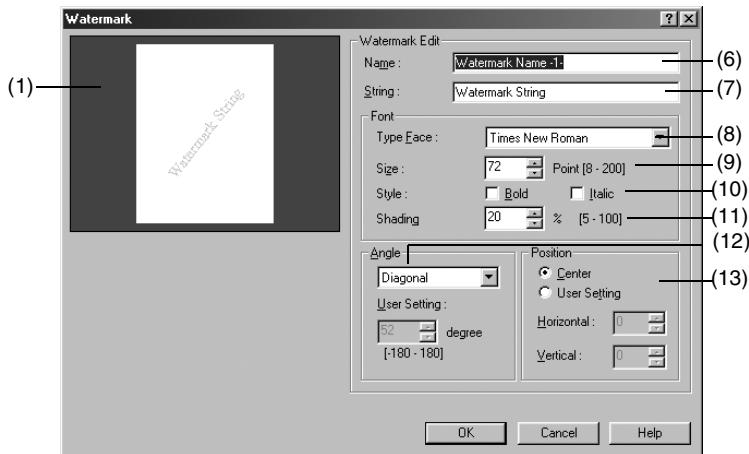 Watermark
? ×
(1)
Watermark String
Watermark Edit
Name : Watermark Name -1- (6)
String : Watermark String (7)
Font
Type Face : Times New Roman (8)
Size : 72 Point [8 - 200] (9)
Style : Bold Italic (10)
Shading 20 % [5 - 100] (11)
(12)
Angle
Diagonal
User Setting :
52 degree
[-180 - 180]
Position
Center
User Setting
(13)
Horizontal : 0
Vertical : 0
OK Cancel Help